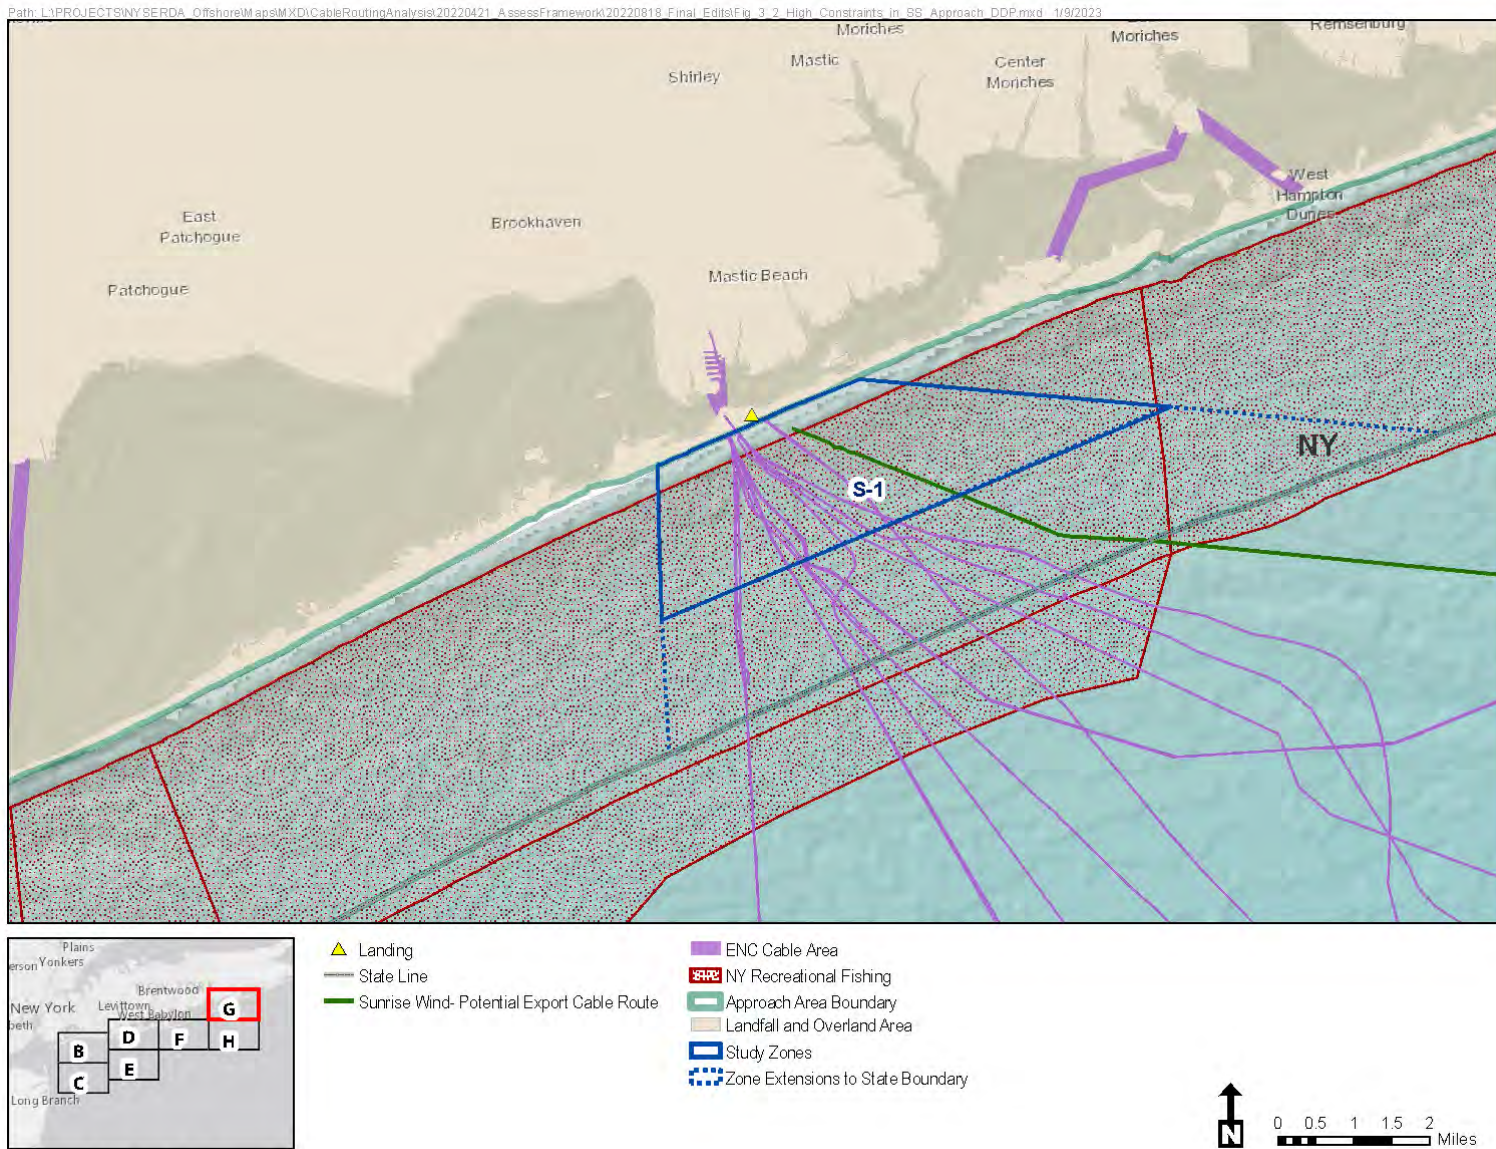 Path: L:\PROJECTS\NYSERDA_Offshore\Maps\MXD\CableRoutingAnalysis\20220421_AssessFramework\20220818_Final_Edits\Fig_3_2_High_Constraints_in_SS_Approach_DDP.mxd 1/9/2023
Moriches
Moriches
Remsenburg
Shirley
Mastic
Center
Moriches
West
Hampton
Dunes
East
Patchogue
Brookhaven
Mastic Beach
Patchogue
NY
S-1
Plains
erson Yonkers
Brentwood
New York
Levittown
West Babylon
beth
G
D
F
H
B
E
C
Long Branch
Landing
State Line
Sunrise Wind- Potential Export Cable Route
ENC Cable Area
NY Recreational Fishing
Approach Area Boundary
Landfall and Overland Area
Study Zones
Zone Extensions to State Boundary
N
0 0.5 1 1.5 2
Miles